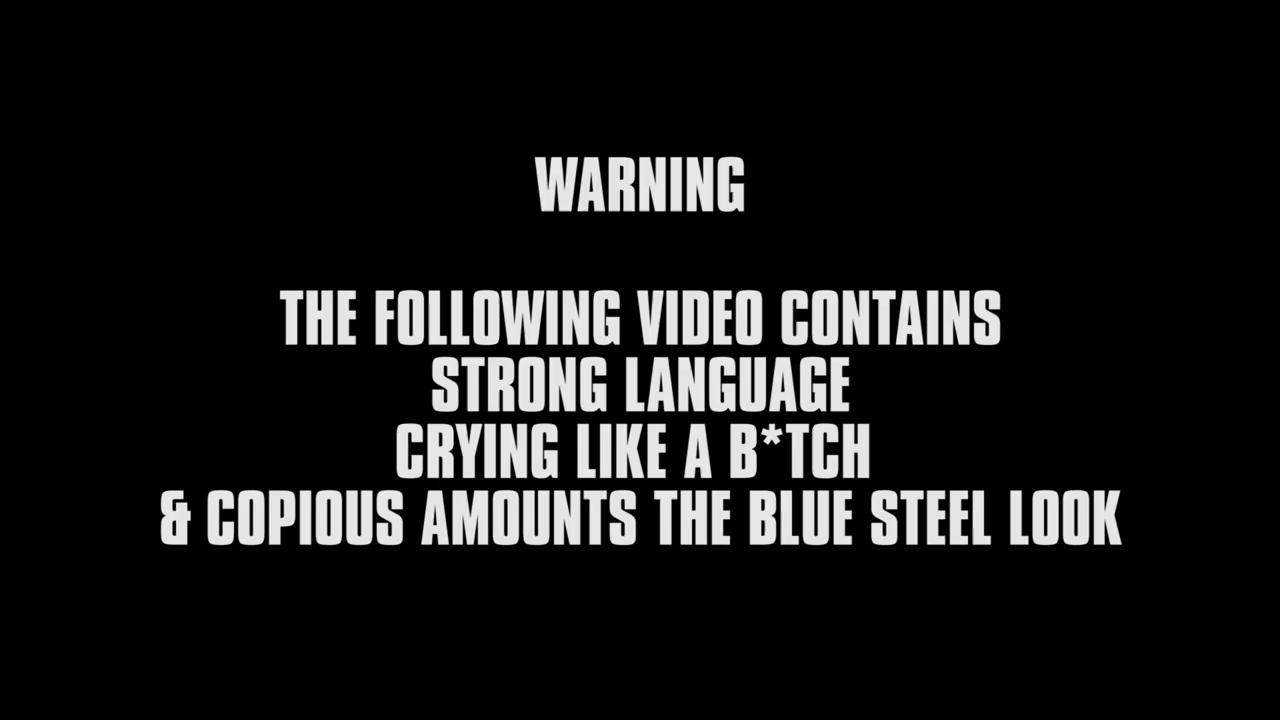 WARNING
THE FOLLOWING VIDEO CONTAINS
STRONG LANGUAGE
CRYING LIKE A B*TCH
& COPIOUS AMOUNTS THE BLUE STEEL LOOK